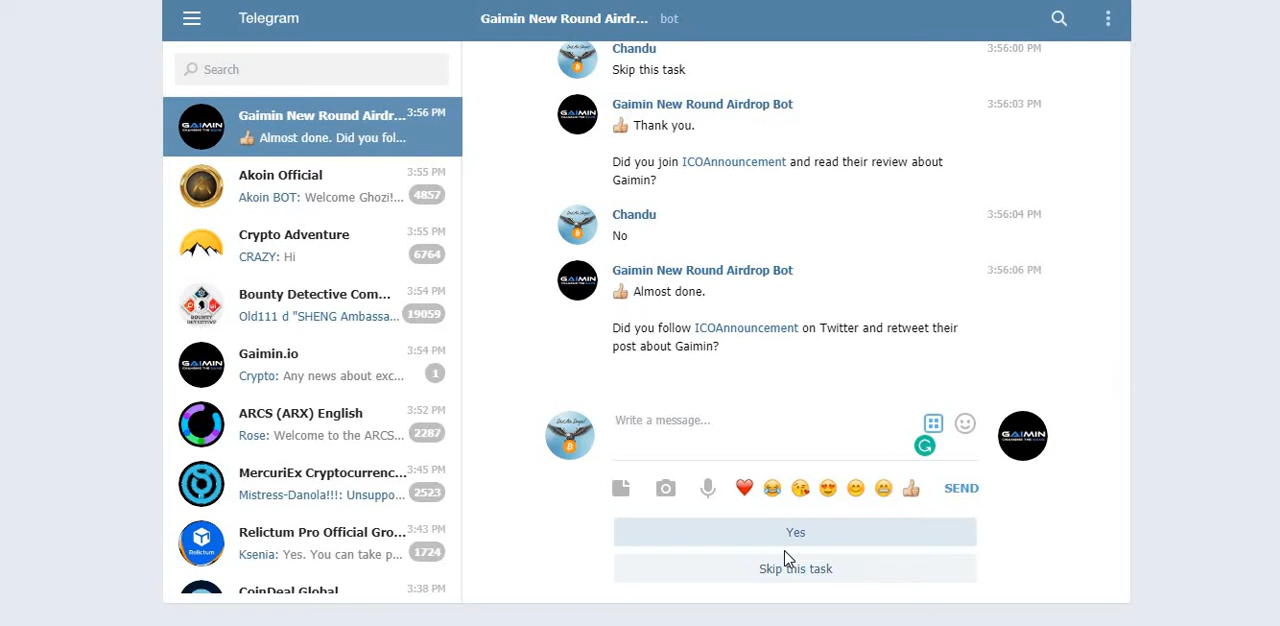 Telegram
Gaimin New Round Airdr... bot
Search
Gaimin New Round Airdr... 3:56 PM
👍 Almost done. Did you fol...
Akoin Official 3:55 PM
Akoin BOT: Welcome Ghozi!... 4857
Crypto Adventure 3:55 PM
CRAZY: Hi 6764
Bounty Detective Com... 3:54 PM
Old111 d "SHENG Ambassa... 19059
Gaimin.io 3:54 PM
Crypto: Any news about exc... 1
ARCS (ARX) English 3:52 PM
Rose: Welcome to the ARCS... 2287
MercuriEx Cryptocurrenc... 3:45 PM
Mistress-Danola!!!: Unsuppo... 2523
Relictum Pro Official Gro... 3:43 PM
Ksenia: Yes. You can take p... 1724
CoinDeal Global 3:38 PM
Chandu 3:56:00 PM
Skip this task
Gaimin New Round Airdrop Bot 3:56:03 PM
👍 Thank you.
Did you join ICOAnnouncement and read their review about
Gaimin?
Chandu 3:56:04 PM
No
Gaimin New Round Airdrop Bot 3:56:06 PM
👍 Almost done.
Did you follow ICOAnnouncement on Twitter and retweet their
post about Gaimin?
Write a message...
SEND
Yes
Skip this task